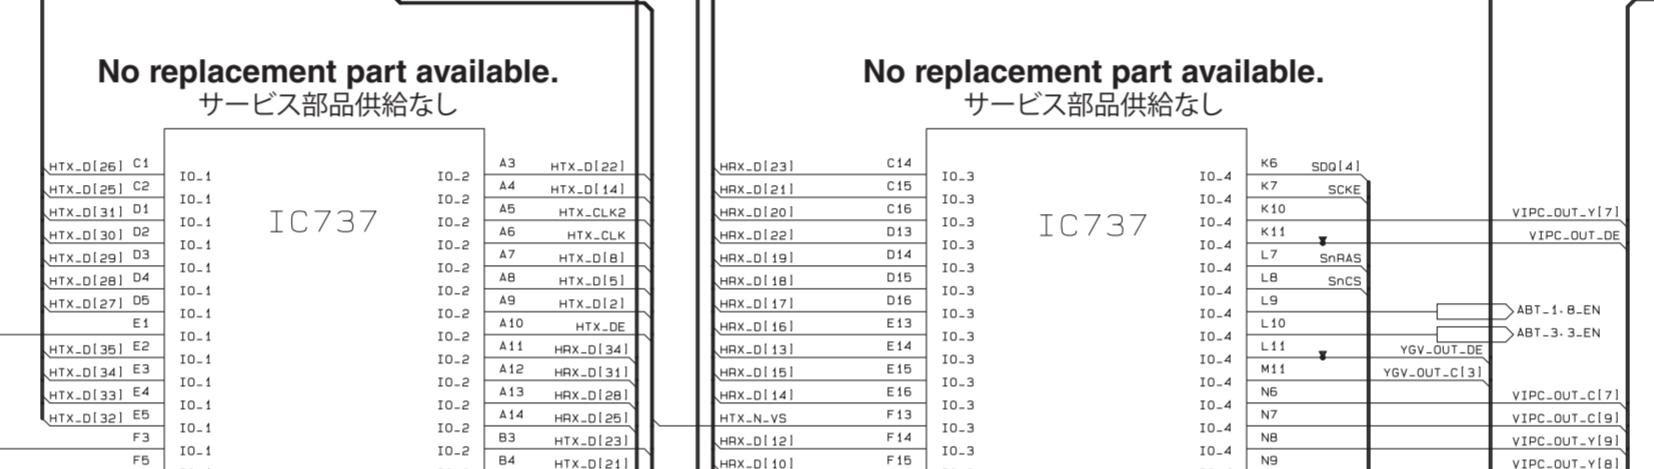 No replacement part available.
サービス部品供給なし
IC737
HTX_D[26] C1 IO_1
HTX_D[25] C2 IO_1
HTX_D[31] D1 IO_1
HTX_D[30] D2 IO_1
HTX_D[29] D3 IO_1
HTX_D[28] D4 IO_1
HTX_D[27] D5 IO_1
E1 IO_1
HTX_D[35] E2 IO_1
HTX_D[34] E3 IO_1
HTX_D[33] E4 IO_1
HTX_D[32] E5 IO_1
F3 IO_1
F5
IO_2 A3 HTX_D[22]
IO_2 A4 HTX_D[14]
IO_2 A5 HTX_CLK2
IO_2 A6 HTX_CLK
IO_2 A7 HTX_D[8]
IO_2 A8 HTX_D[5]
IO_2 A9 HTX_D[2]
IO_2 A10 HTX_DE
IO_2 A11 HRX_D[34]
IO_2 A12 HRX_D[31]
IO_2 A13 HRX_D[28]
IO_2 A14 HRX_D[25]
IO_2 B3 HTX_D[23]
B4 HTX_D[21]
No replacement part available.
サービス部品供給なし
IC737
HRX_D[23] C14 IO_3
HRX_D[21] C15 IO_3
HRX_D[20] C16 IO_3
HRX_D[22] D13 IO_3
HRX_D[19] D14 IO_3
HRX_D[18] D15 IO_3
HRX_D[17] D16 IO_3
HRX_D[16] E13 IO_3
HRX_D[13] E14 IO_3
HRX_D[15] E15 IO_3
HRX_D[14] E16 IO_3
HTX_N_VS F13 IO_3
HRX_D[12] F14 IO_3
HRX_D[10] F15
IO_4 K6 SDQ[4]
IO_4 K7 SCKE
IO_4 K10 VIPC_OUT_Y[7]
IO_4 K11 VIPC_OUT_DE
IO_4 L7 SnRAS
IO_4 L8 SnCS
IO_4 L9 ABT_1.8_EN
IO_4 L10 ABT_3.3_EN
IO_4 L11 YGV_OUT_DE
IO_4 M11 YGV_OUT_C[3]
IO_4 N6 VIPC_OUT_C[7]
IO_4 N7 VIPC_OUT_C[9]
IO_4 N8 VIPC_OUT_Y[9]
N9 VIPC_OUT_Y[8]